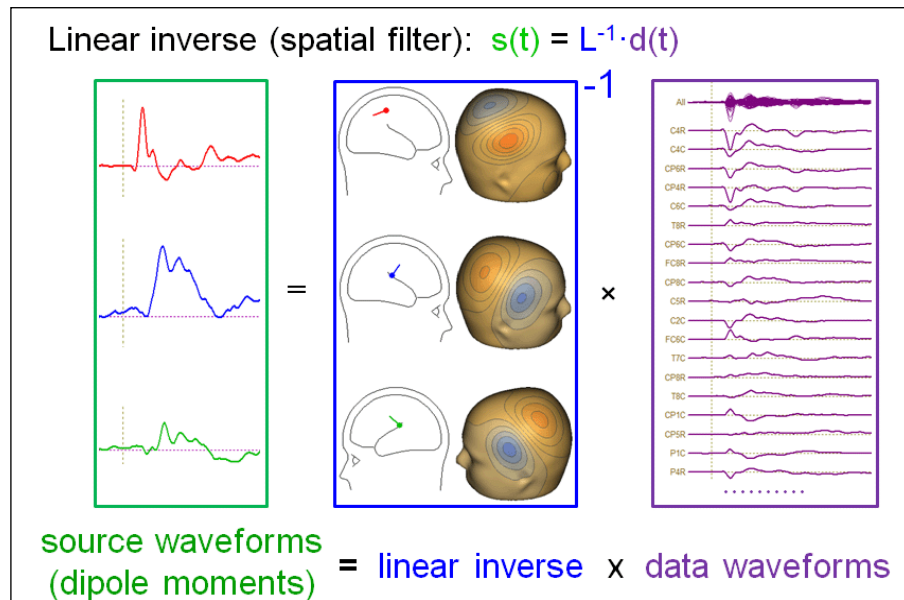 Linear inverse (spatial filter): s(t) = L⁻¹·d(t)
-1
=
×
All
C4R
C4C
CP6R
CP4R
C6C
T8R
CP6C
FC8R
CP8C
C5R
C2C
FC6C
T7C
CP8R
T8C
CP1C
CP5R
P1C
P4R
source waveforms
(dipole moments)
= linear inverse x data waveforms